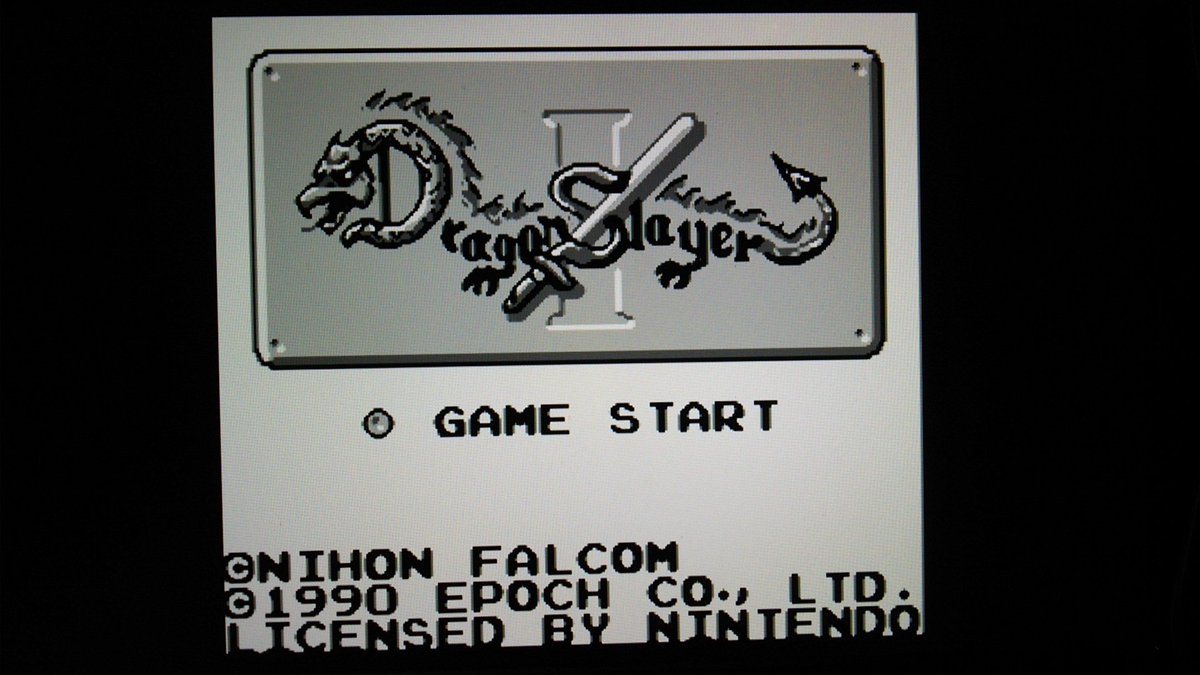 Dragon Slayer I
GAME START
©NIHON FALCOM
©1990 EPOCH CO., LTD.
LICENSED BY NINTENDO